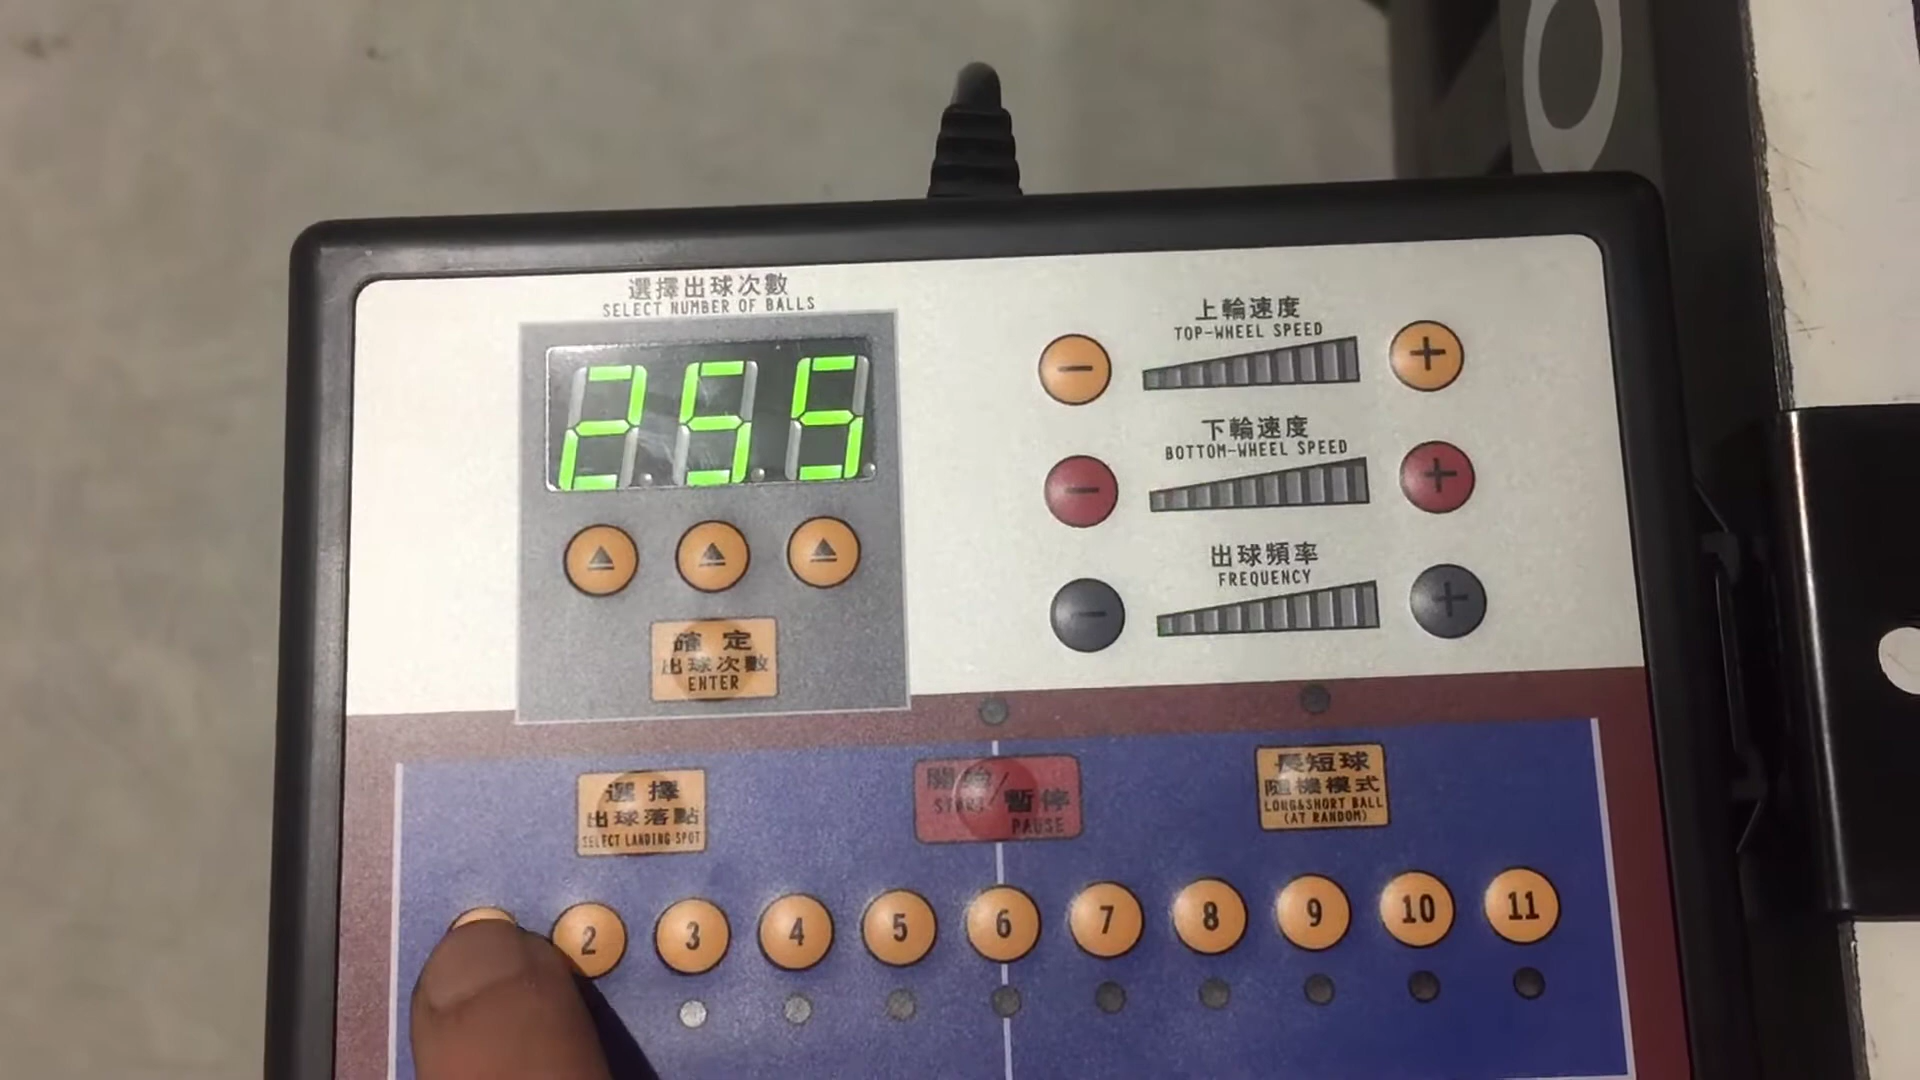 選擇出球次數
SELECT NUMBER OF BALLS
255
確 定
出球次數
ENTER
上輪速度
TOP-WHEEL SPEED
− +
下輪速度
BOTTOM-WHEEL SPEED
− +
出球頻率
FREQUENCY
− +
選 擇
出球落點
SELECT LANDING SPOT
開始/暫停
START PAUSE
長短球
隨機模式
LONG&SHORT BALL
(AT RANDOM)
2 3 4 5 6 7 8 9 10 11